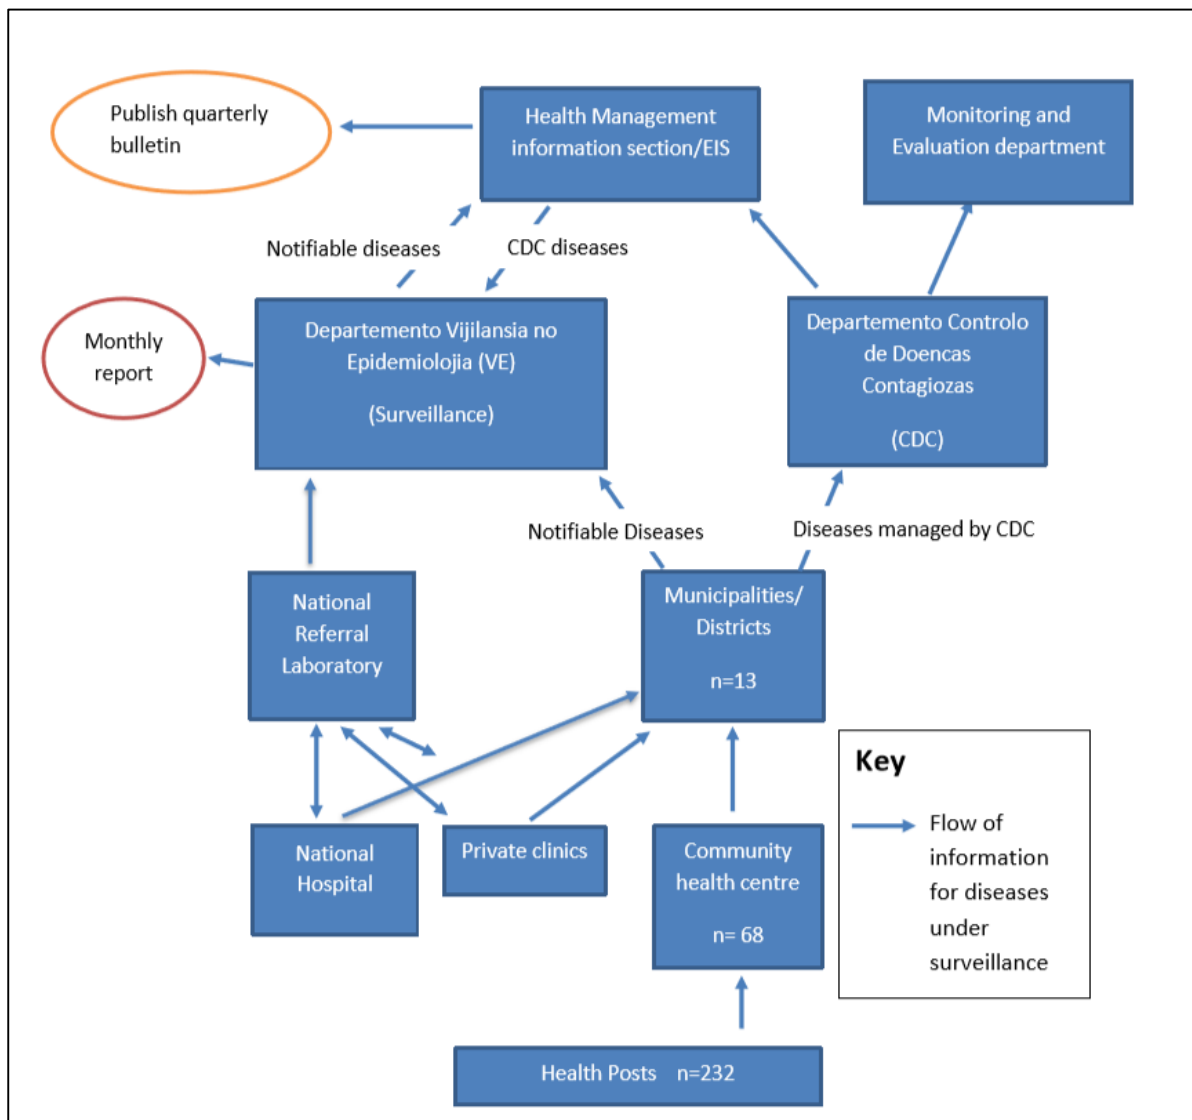 Publish quarterly
bulletin
Health Management
information section/EIS
Monitoring and
Evaluation department
Notifiable diseases
CDC diseases
Monthly
report
Departemento Vijilansia no
Epidemiolojia (VE)
(Surveillance)
Departemento Controlo
de Doencas
Contagiozas
(CDC)
Notifiable Diseases
Diseases managed by CDC
National
Referral
Laboratory
Municipalities/
Districts
n=13
National
Hospital
Private clinics
Community
health centre
n= 68
Key
Flow of
information
for diseases
under
surveillance
Health Posts n=232